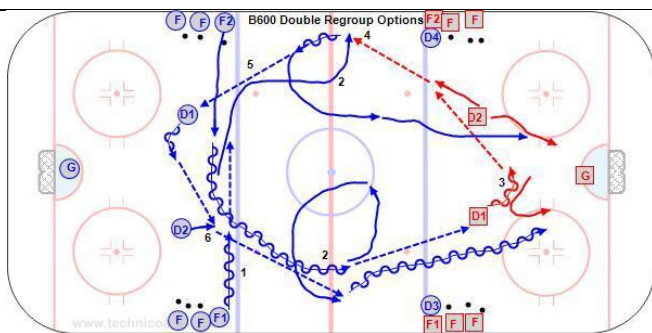 B600 Double Regroup Options
F F F2
F2 F F
D4
4
5
2
D1
D2
3
G
G
D2
D1
6
2
1
D3
F F F1
F1 F F
www.technico